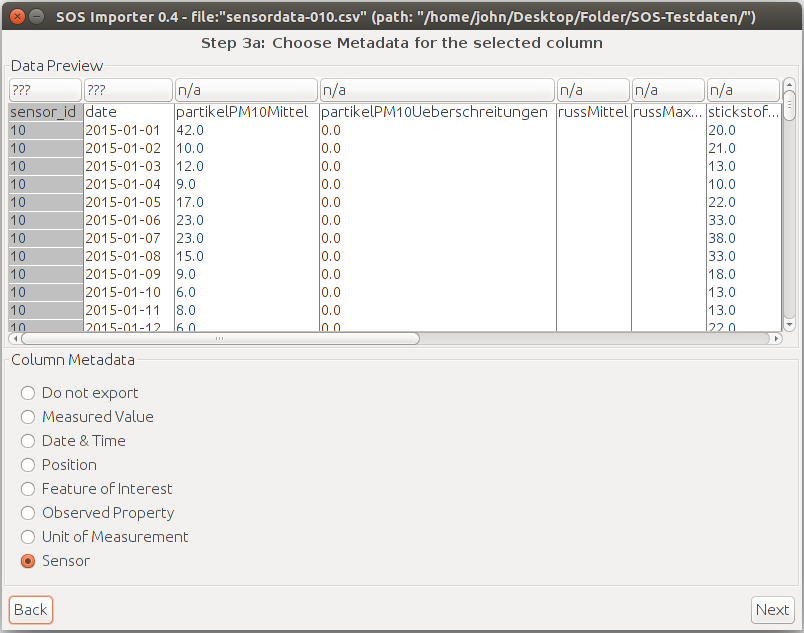 SOS Importer 0.4 - file:"sensordata-010.csv" (path: "/home/john/Desktop/Folder/SOS-Testdaten/")
Step 3a: Choose Metadata for the selected column
Data Preview
??? ??? n/a n/a n/a n/a n/a
sensor_id date partikelPM10Mittel partikelPM10Ueberschreitungen russMittel russMax... stickstof...
10 2015-01-01 42.0 0.0 20.0
10 2015-01-02 10.0 0.0 21.0
10 2015-01-03 12.0 0.0 13.0
10 2015-01-04 9.0 0.0 10.0
10 2015-01-05 17.0 0.0 22.0
10 2015-01-06 23.0 0.0 33.0
10 2015-01-07 23.0 0.0 38.0
10 2015-01-08 15.0 0.0 33.0
10 2015-01-09 9.0 0.0 18.0
10 2015-01-10 6.0 0.0 13.0
10 2015-01-11 8.0 0.0 13.0
10 2015-01-12 6.0 0.0 22.0
Column Metadata
Do not export
Measured Value
Date & Time
Position
Feature of Interest
Observed Property
Unit of Measurement
Sensor
Back Next